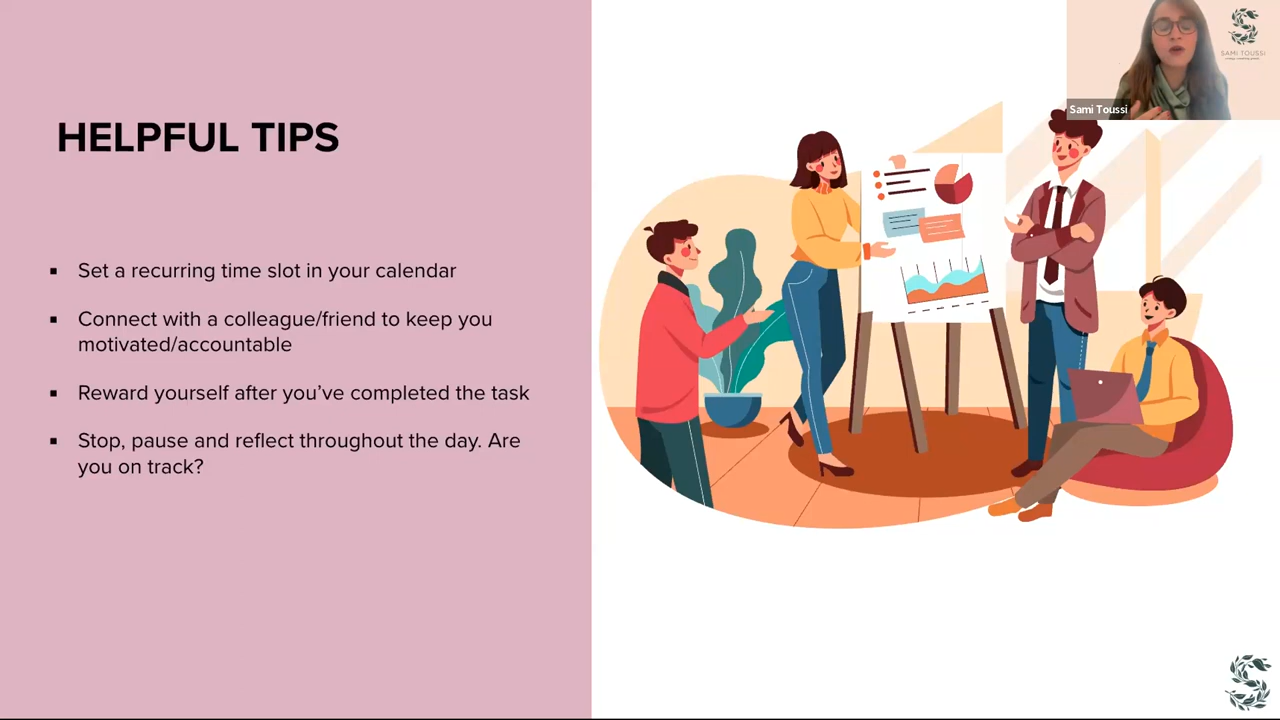 HELPFUL TIPS
▪ Set a recurring time slot in your calendar
▪ Connect with a colleague/friend to keep you
motivated/accountable
▪ Reward yourself after you’ve completed the task
▪ Stop, pause and reflect throughout the day. Are
you on track?
SAMI TOUSSI
Sami Toussi